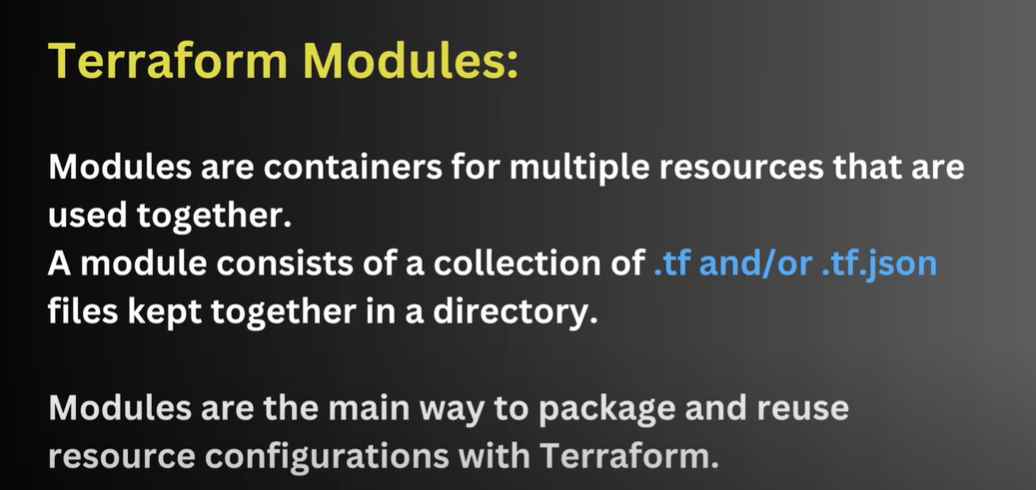 Terraform Modules:
Modules are containers for multiple resources that are
used together.
A module consists of a collection of .tf and/or .tf.json
files kept together in a directory.
Modules are the main way to package and reuse
resource configurations with Terraform.